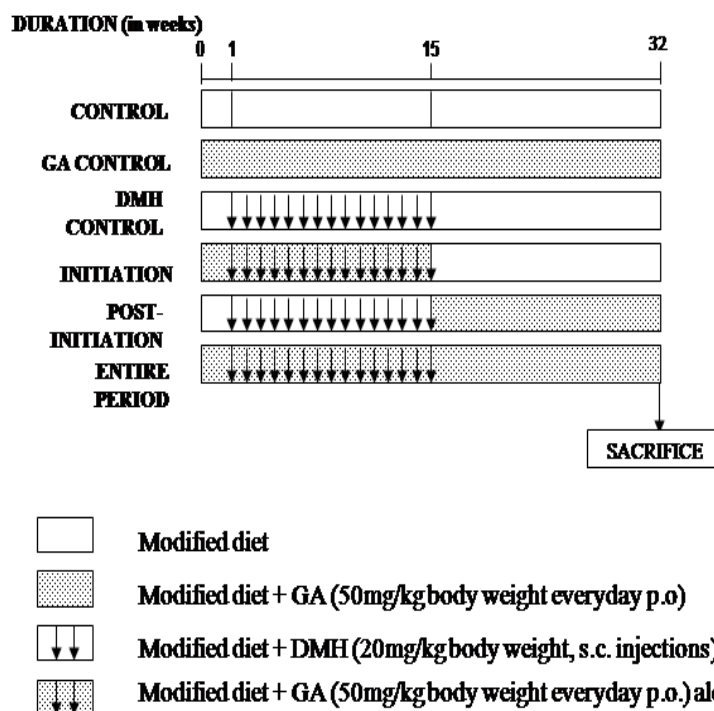 DURATION (in weeks)
0 1 15 32
CONTROL
GA CONTROL
DMH
CONTROL
INITIATION
POST-
INITIATION
ENTIRE
PERIOD
SACRIFICE
Modified diet
Modified diet + GA (50mg/kg body weight everyday p.o)
Modified diet + DMH (20mg/kg body weight, s.c. injections)
Modified diet + GA (50mg/kg body weight everyday p.o.)